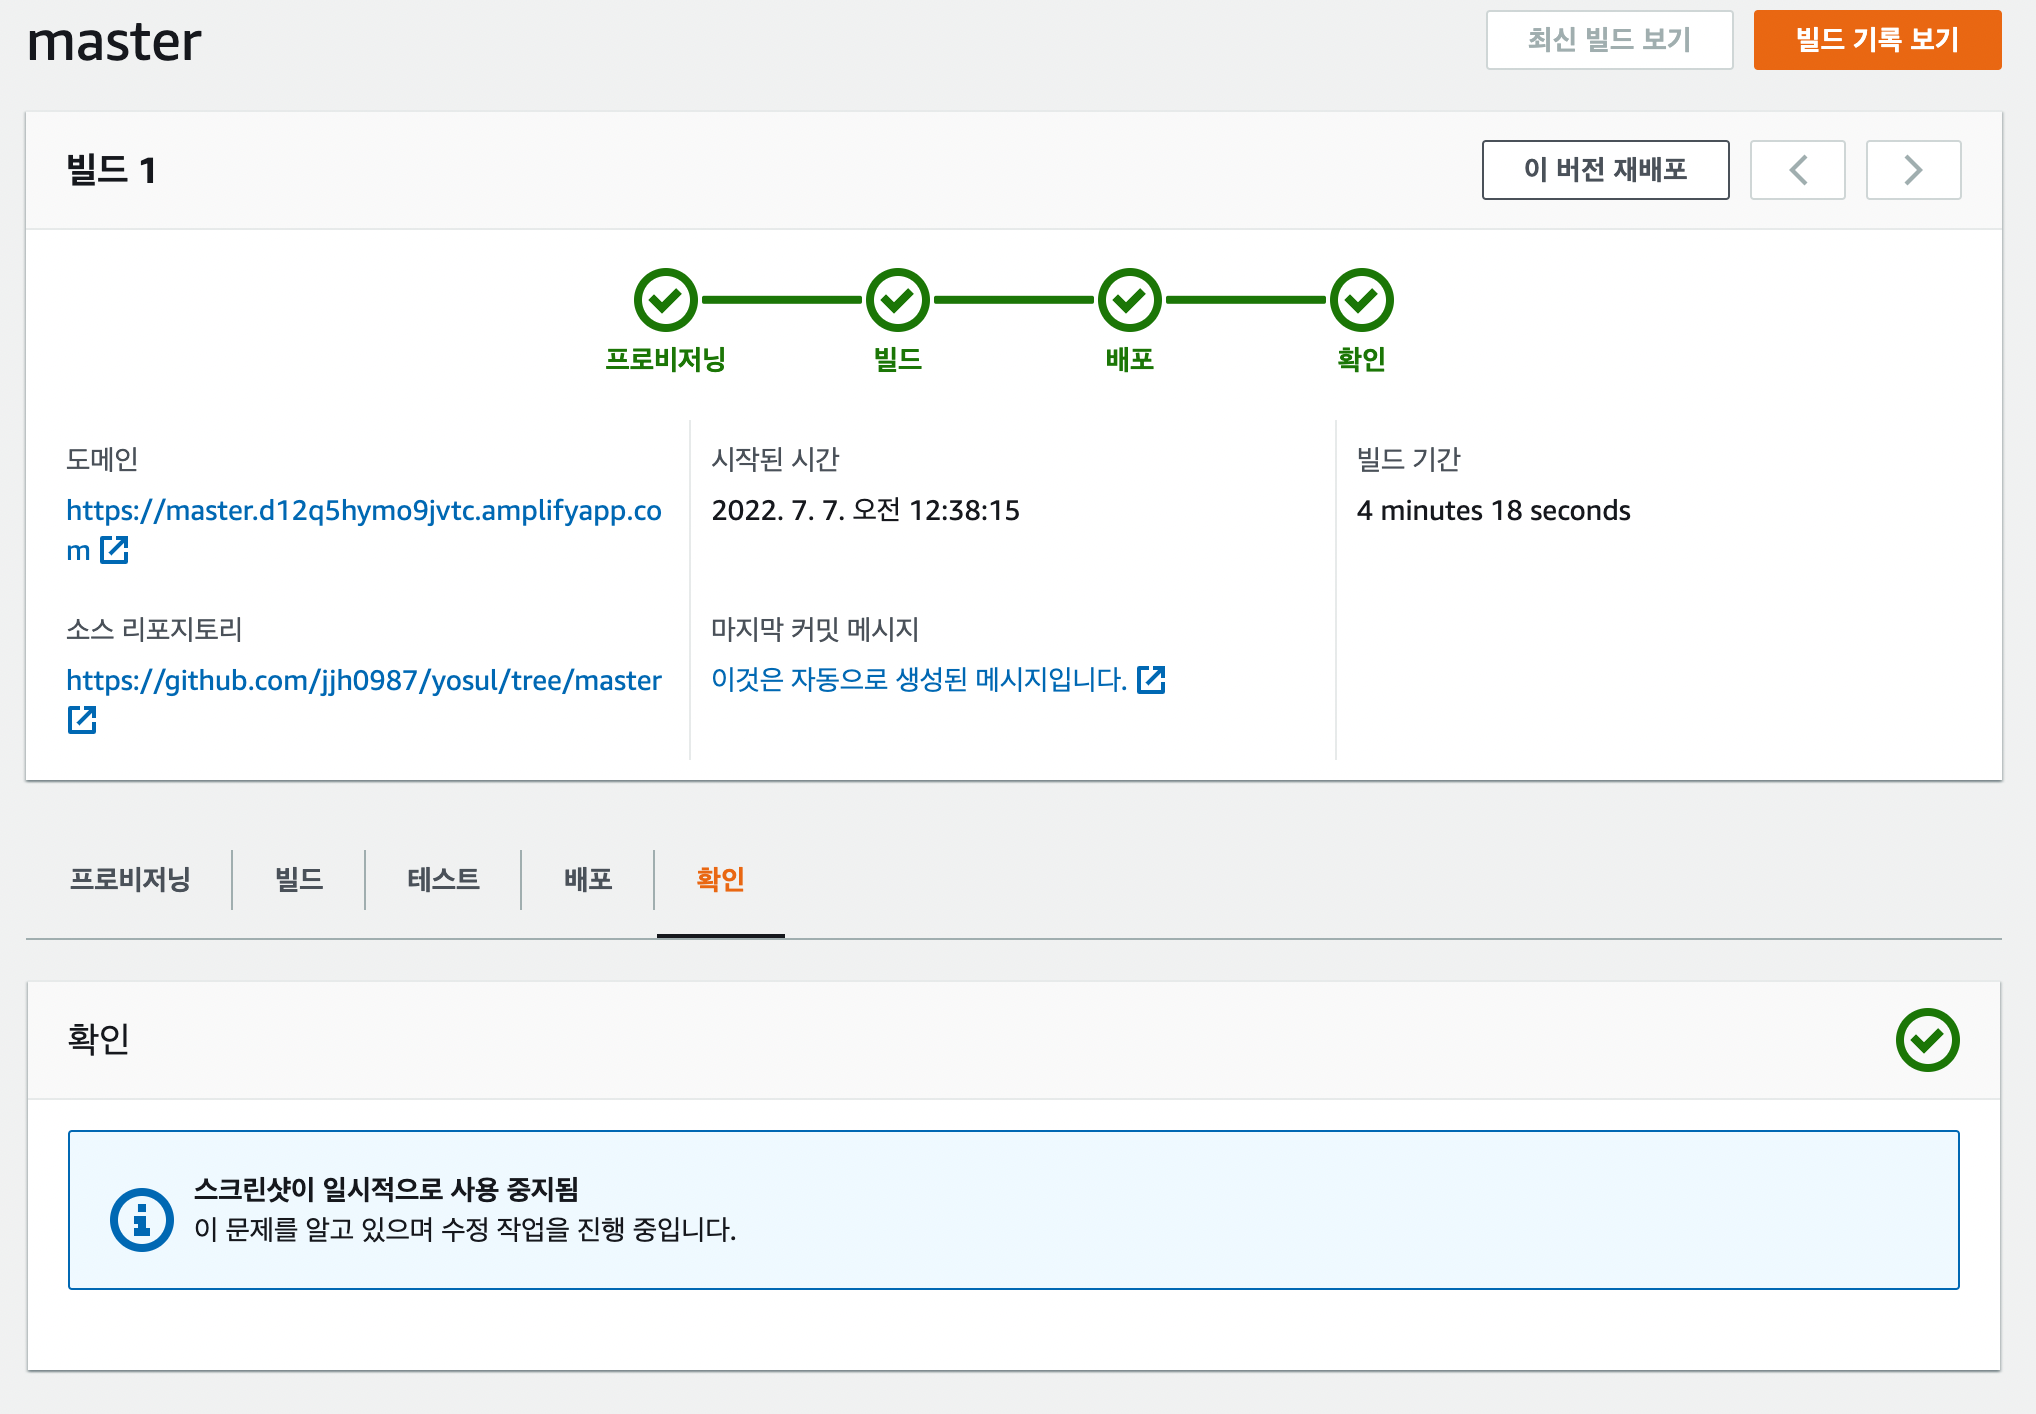 master
최신 빌드 보기
빌드 기록 보기
빌드 1
이 버전 재배포
프로비저닝
빌드
배포
확인
도메인
https://master.d12q5hymo9jvtc.amplifyapp.co
m
시작된 시간
2022. 7. 7. 오전 12:38:15
빌드 기간
4 minutes 18 seconds
소스 리포지토리
https://github.com/jjh0987/yosul/tree/master
마지막 커밋 메시지
이것은 자동으로 생성된 메시지입니다.
프로비저닝
빌드
테스트
배포
확인
확인
스크린샷이 일시적으로 사용 중지됨
이 문제를 알고 있으며 수정 작업을 진행 중입니다.